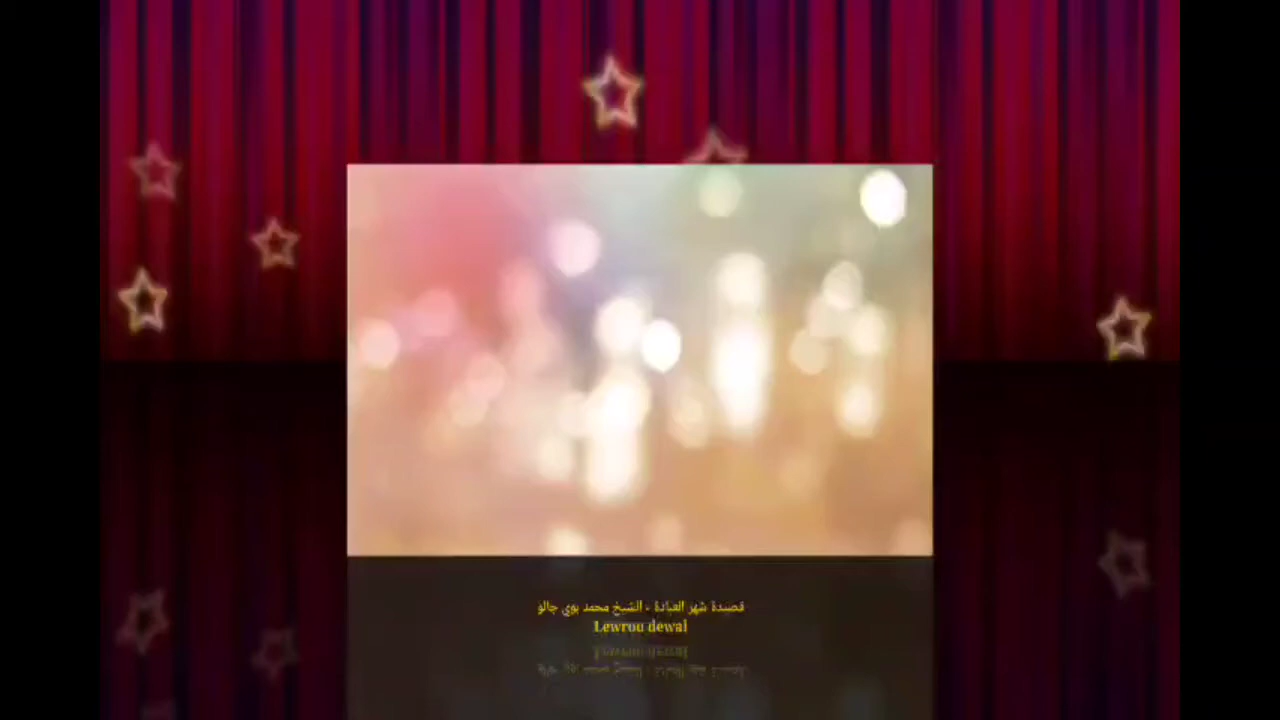 قصيدة شهر العبادة - الشيخ محمد بوي جالو
Lewrou dewal